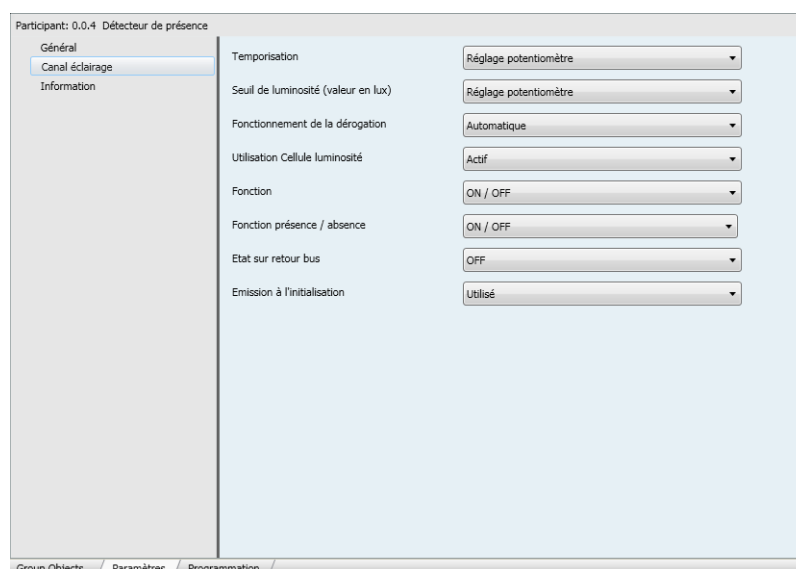 Participant: 0.0.4 Détecteur de présence
Général
Canal éclairage
Information
Temporisation Réglage potentiomètre
Seuil de luminosité (valeur en lux) Réglage potentiomètre
Fonctionnement de la dérogation Automatique
Utilisation Cellule luminosité Actif
Fonction ON / OFF
Fonction présence / absence ON / OFF
Etat sur retour bus OFF
Emission à l'initialisation Utilisé
Group Objects Paramètres Programmation